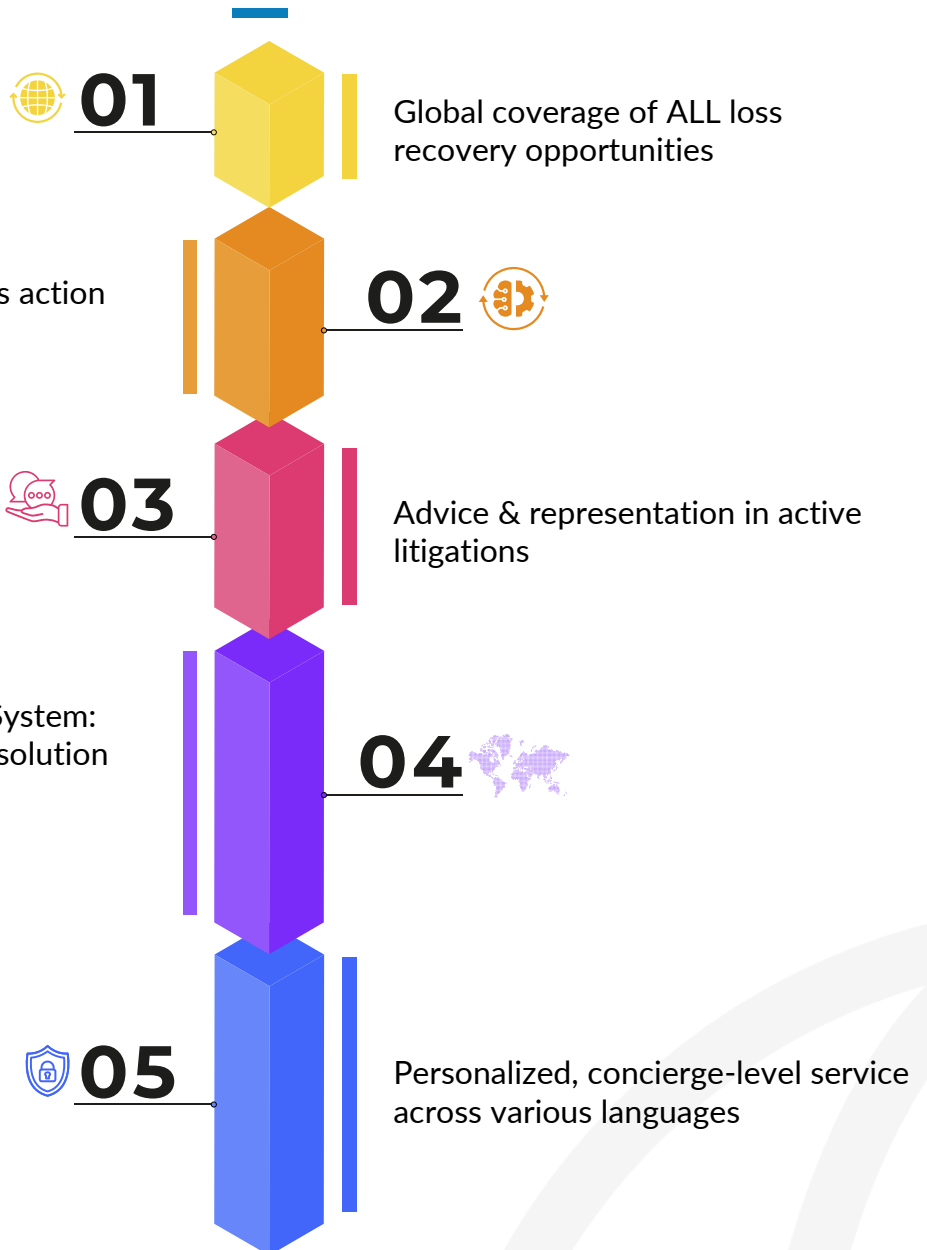 01
Global coverage of ALL loss
recovery opportunities
s action
02
03
Advice & representation in active
litigations
System:
solution
04
05
Personalized, concierge-level service
across various languages